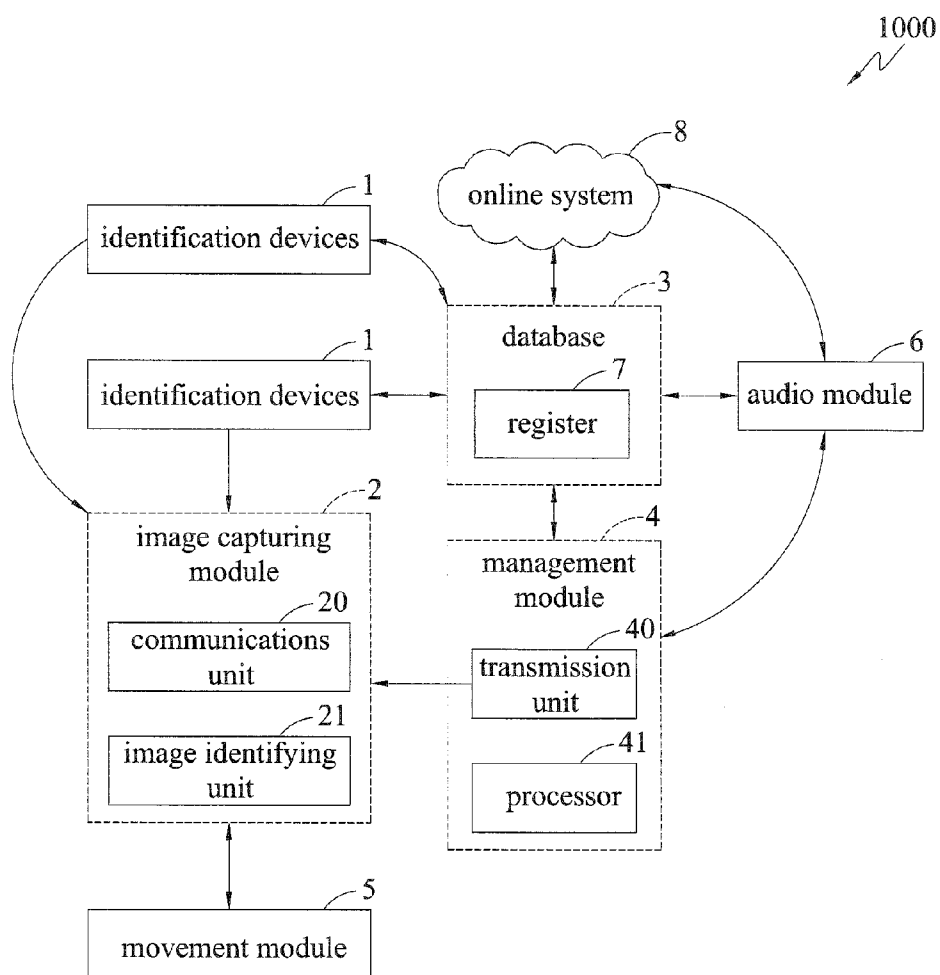 1000
8
online system
1
identification devices
3
database
1
identification devices
7
register
6
audio module
2
image capturing
module
4
management
module
20
communications
unit
40
transmission
unit
21
image identifying
unit
41
processor
5
movement module